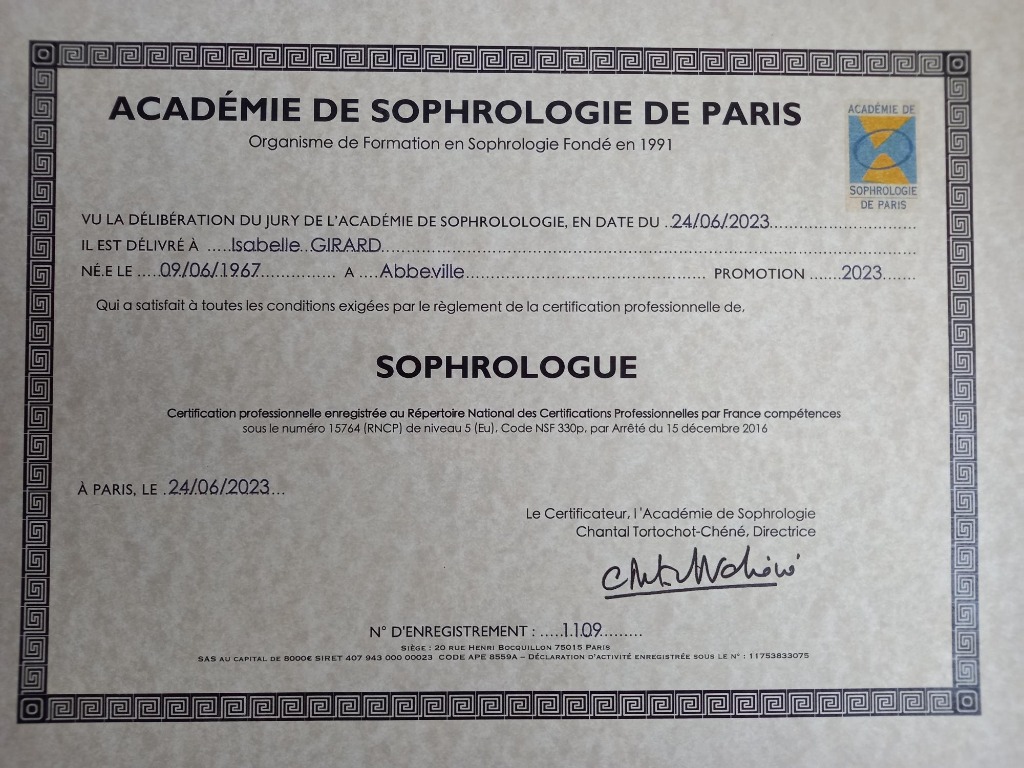 ACADÉMIE DE SOPHROLOGIE DE PARIS
Organisme de Formation en Sophrologie Fondé en 1991
ACADÉMIE DE
SOPHROLOGIE
DE PARIS
VU LA DÉLIBÉRATION DU JURY DE L'ACADÉMIE DE SOPHROLOLOGIE, EN DATE DU .24/06/2023...
IL EST DÉLIVRÉ À .....Isabelle GIRARD...
NÉ.E LE ....09/06/1967............... A ....Abbeville... PROMOTION .......2023.......
Qui a satisfait à toutes les conditions exigées par le règlement de la certification professionnelle de,
SOPHROLOGUE
Certification professionnelle enregistrée au Répertoire National des Certifications Professionnelles par France compétences
sous le numéro 15764 (RNCP) de niveau 5 (Eu), Code NSF 330p, par Arrêté du 15 décembre 2016
À PARIS, LE .24/06/2023...
Le Certificateur, l'Académie de Sophrologie
Chantal Tortochot-Chéné, Directrice
N° D'ENREGISTREMENT : .....1109.........
SIÈGE : 20 RUE HENRI BOCQUILLON 75015 PARIS
SAS AU CAPITAL DE 8000€ SIRET 407 943 000 00023 CODE APE 8559A – DÉCLARATION D'ACTIVITÉ ENREGISTRÉE SOUS LE N° : 11753833075